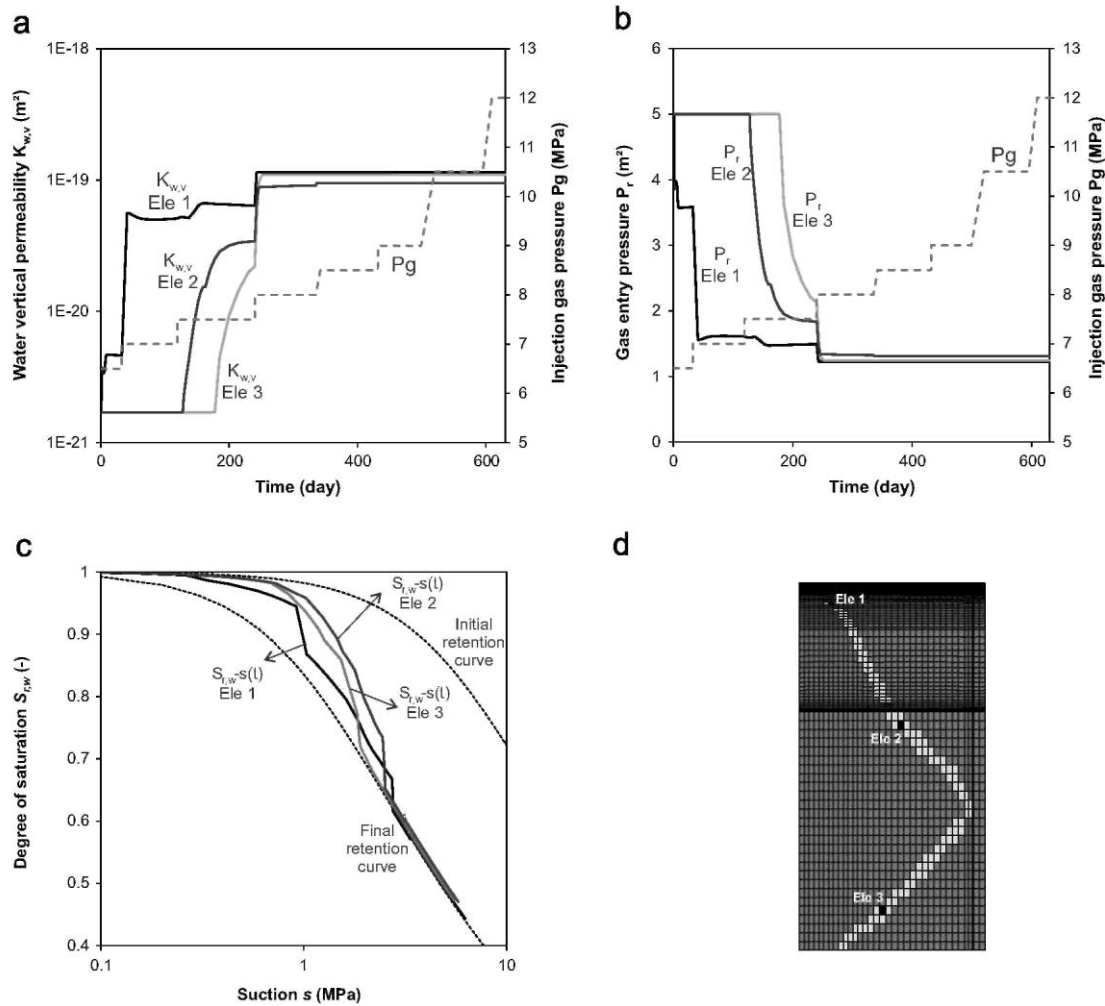 a
1E-18
1E-19
1E-20
1E-21
Water vertical permeability K_w,v (m²)
13
12
11
10
9
8
7
6
5
Injection gas pressure Pg (MPa)
K_w,v
Ele 1
K_w,v
Ele 2
K_w,v
Ele 3
Pg
0
200
400
600
Time (day)
b
6
5
4
3
2
1
0
Gas entry pressure P_r (m²)
13
12
11
10
9
8
7
6
5
Injection gas pressure Pg (MPa)
P_r
Ele 2
P_r
Ele 3
P_r
Ele 1
Pg
0
200
400
600
Time (day)
c
1
0.9
0.8
0.7
0.6
0.5
0.4
Degree of saturation S_r,w (-)
S_r,w-s(l)
Ele 2
Initial
retention
curve
S_r,w-s(l)
Ele 1
S_r,w-s(l)
Ele 3
Final
retention
curve
0.1
1
10
Suction s (MPa)
d
Ele 1
Ele 2
Ele 3